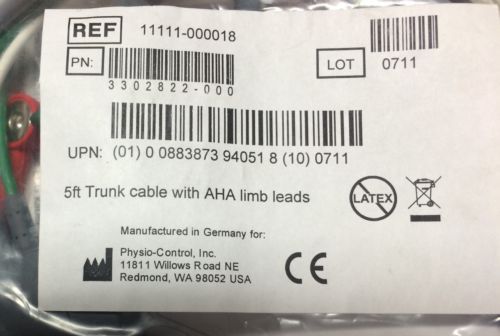 REF 11111-000018
PN:
3302822-000
LOT 0711
UPN: (01) 0 0883873 94051 8 (10) 0711
5ft Trunk cable with AHA limb leads
LATEX
Manufactured in Germany for:
Physio-Control, Inc.
11811 Willows Road NE
Redmond, WA 98052 USA
CE